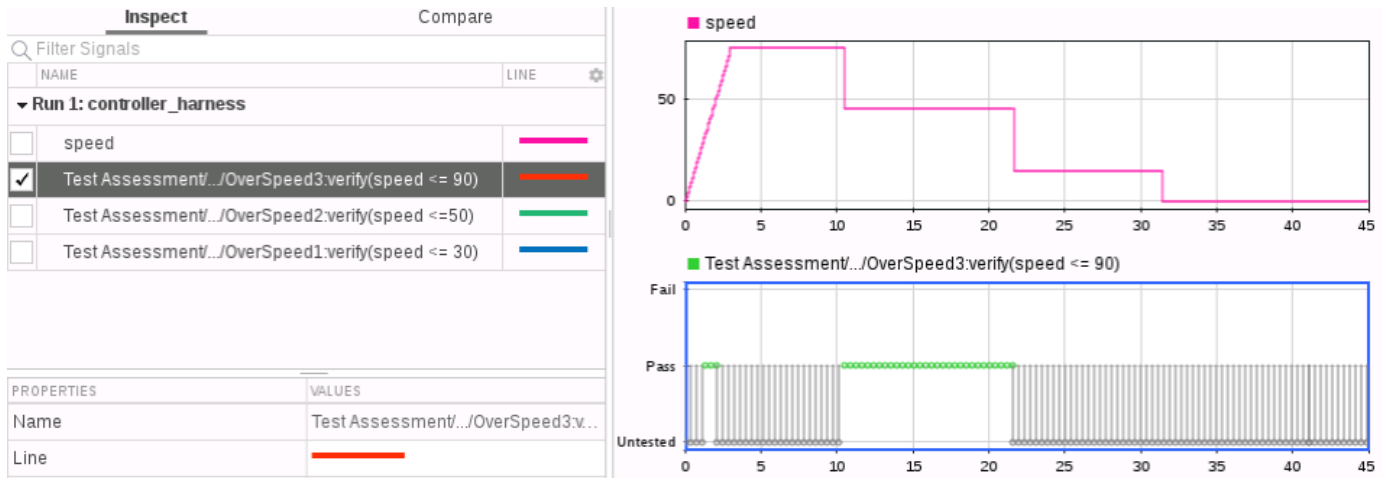 Inspect
Compare
Filter Signals
NAME
LINE
Run 1: controller_harness
speed
Test Assessment/.../OverSpeed3:verify(speed <= 90)
Test Assessment/.../OverSpeed2:verify(speed <=50)
Test Assessment/.../OverSpeed1:verify(speed <= 30)
PROPERTIES
VALUES
Name
Test Assessment/.../OverSpeed3:v...
Line
speed
50
0
0 5 10 15 20 25 30 35 40 45
Test Assessment/.../OverSpeed3:verify(speed <= 90)
Fail
Pass
Untested
0 5 10 15 20 25 30 35 40 45